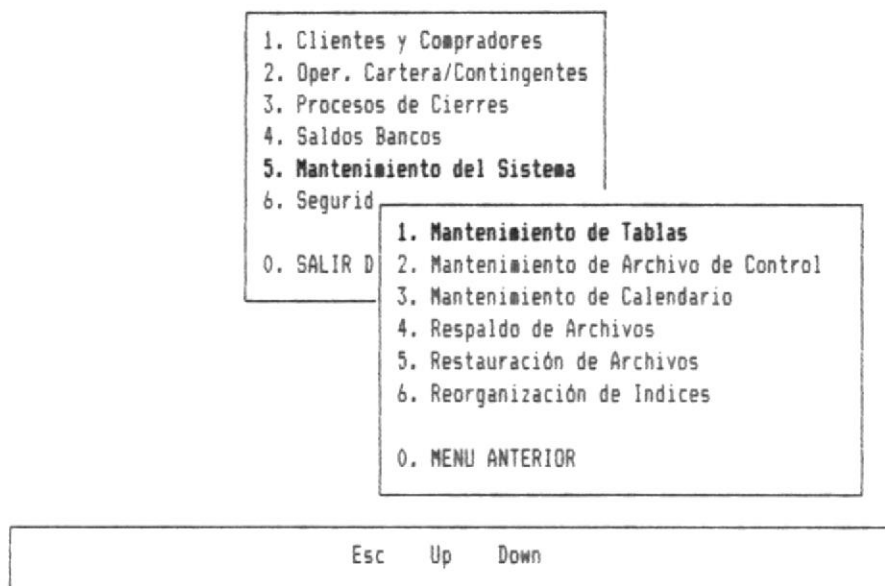 1. Clientes y Compradores
2. Oper. Cartera/Contingentes
3. Procesos de Cierres
4. Saldos Bancos
5. Mantenimiento del Sistema
6. Segurid
0. SALIR D
1. Mantenimiento de Tablas
2. Mantenimiento de Archivo de Control
3. Mantenimiento de Calendario
4. Respaldo de Archivos
5. Restauración de Archivos
6. Reorganización de Indices
0. MENU ANTERIOR
Esc Up Down